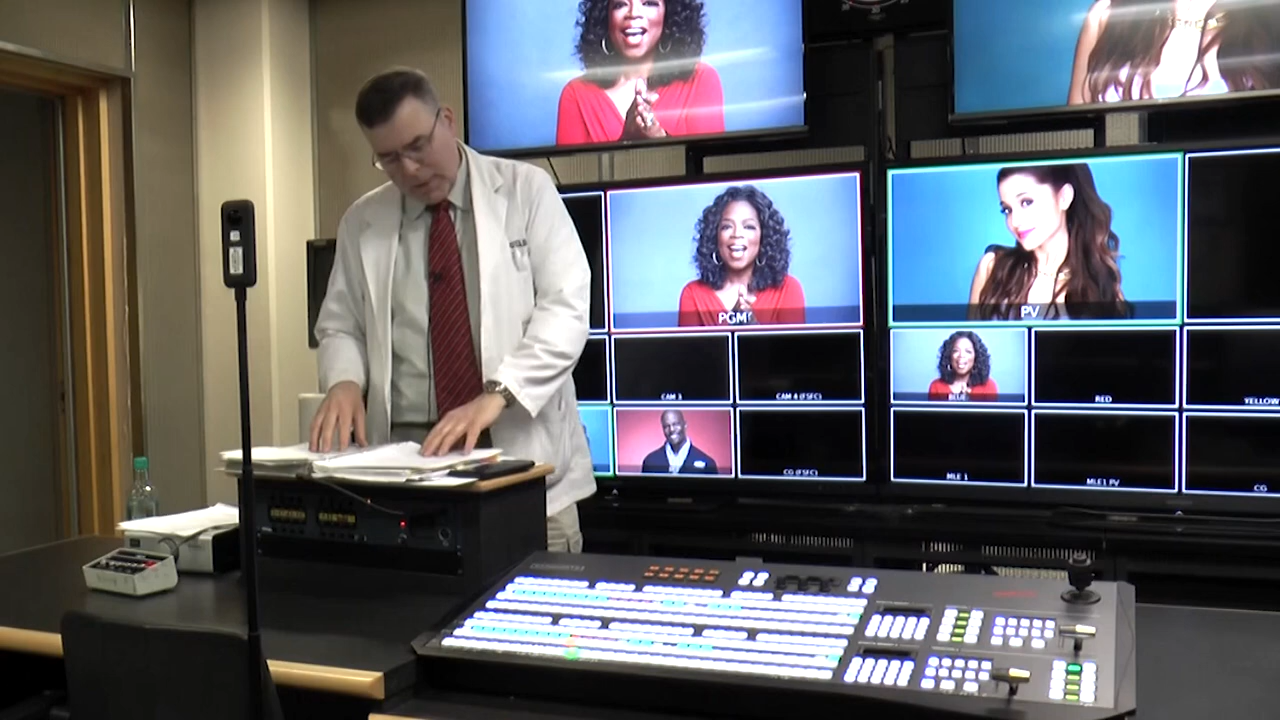 PGM
PV
CAM 3
CAM 4 (FSFC)
BLUE
RED
YELLOW
CG (FSFC)
MLE 1
MLE1 PV
CG